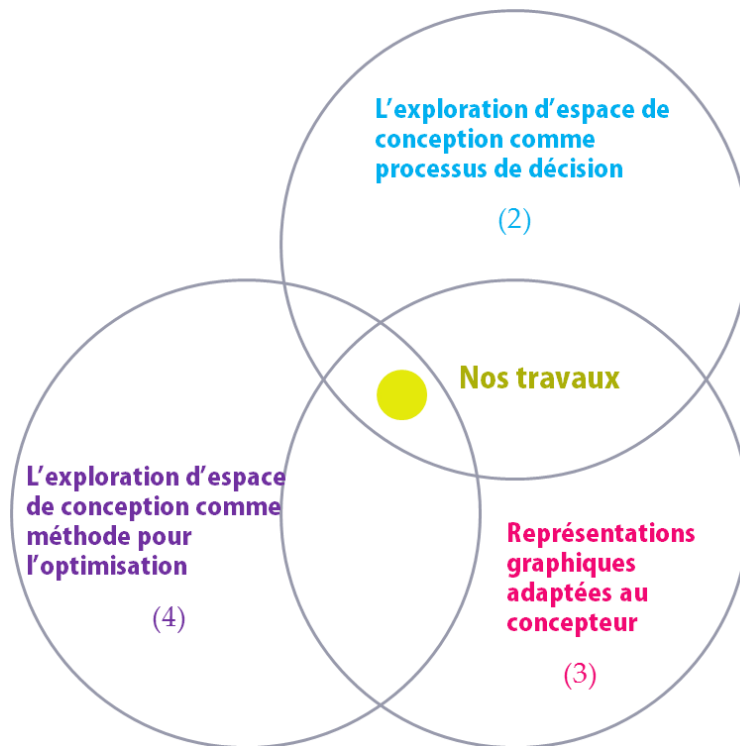 L’exploration d’espace de
conception comme
processus de décision
(2)
Nos travaux
L’exploration d’espace
de conception comme
méthode pour
l’optimisation
(4)
Représentations
graphiques
adaptées au
concepteur
(3)